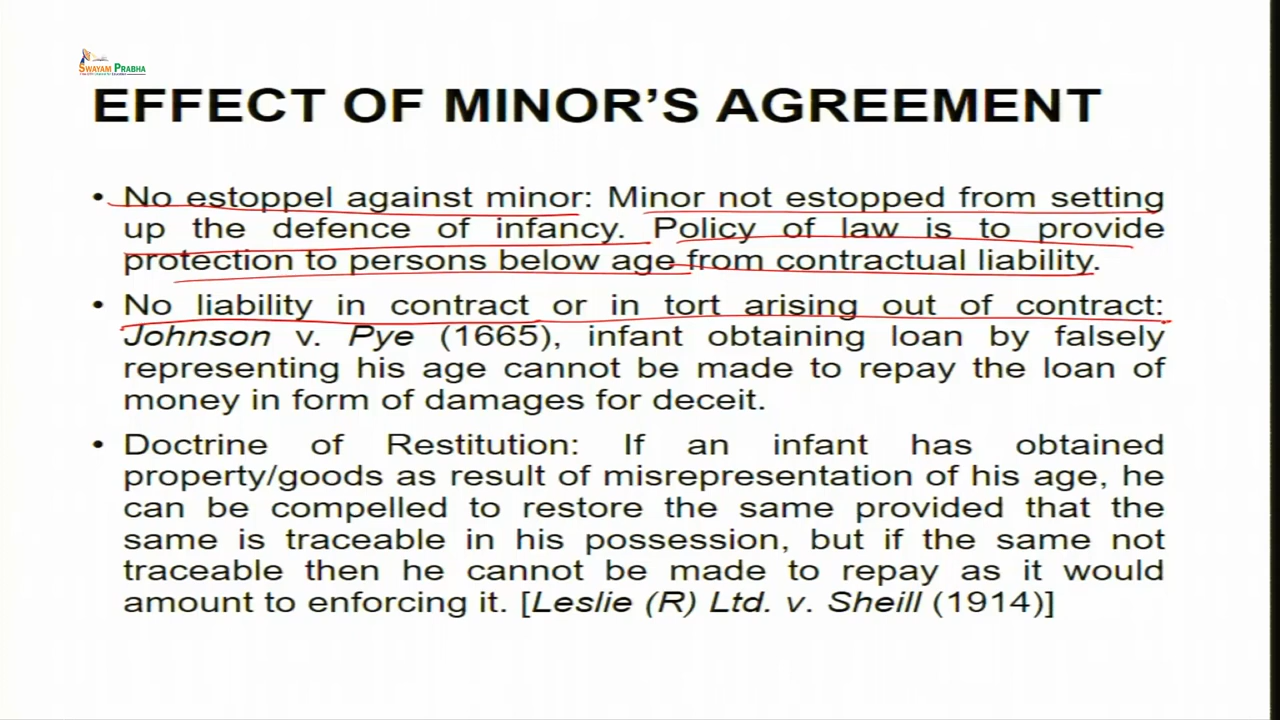 SWAYAM PRABHA
EFFECT OF MINOR'S AGREEMENT
• No estoppel against minor: Minor not estopped from setting
up the defence of infancy. Policy of law is to provide
protection to persons below age from contractual liability.
• No liability in contract or in tort arising out of contract:
Johnson v. Pye (1665), infant obtaining loan by falsely
representing his age cannot be made to repay the loan of
money in form of damages for deceit.
• Doctrine of Restitution: If an infant has obtained
property/goods as result of misrepresentation of his age, he
can be compelled to restore the same provided that the
same is traceable in his possession, but if the same not
traceable then he cannot be made to repay as it would
amount to enforcing it. [Leslie (R) Ltd. v. Sheill (1914)]